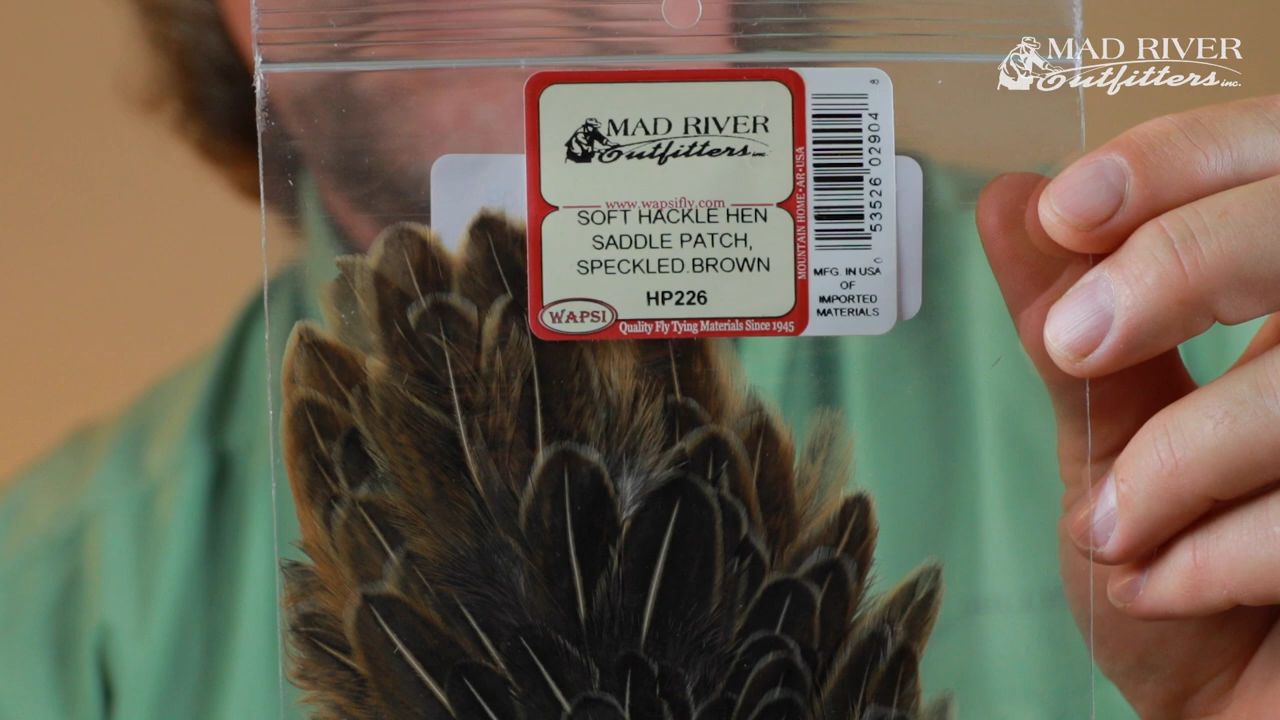 MAD RIVER
Outfitters inc.
MAD RIVER
Outfitters inc.
www.wapsifly.com
SOFT HACKLE HEN
SADDLE PATCH,
SPECKLED.BROWN
HP226
WAPSI
Quality Fly Tying Materials Since 1945
MOUNTAIN HOME•AR•USA
0 53526 02904 8
MFG. IN USA
OF
IMPORTED
MATERIALS